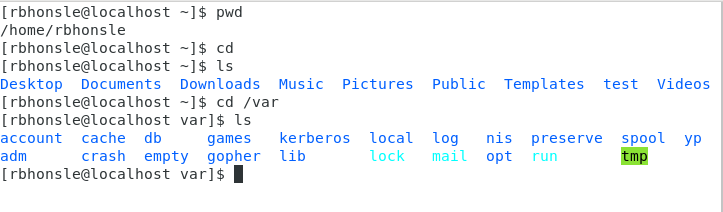 [rbhonsle@localhost ~]$ pwd
/home/rbhonsle
[rbhonsle@localhost ~]$ cd
[rbhonsle@localhost ~]$ ls
Desktop  Documents  Downloads  Music  Pictures  Public  Templates  test  Videos
[rbhonsle@localhost ~]$ cd /var
[rbhonsle@localhost var]$ ls
account  cache  db     games   kerberos  local  log   nis  preserve  spool  yp
adm      crash  empty  gopher  lib       lock   mail  opt  run       tmp
[rbhonsle@localhost var]$